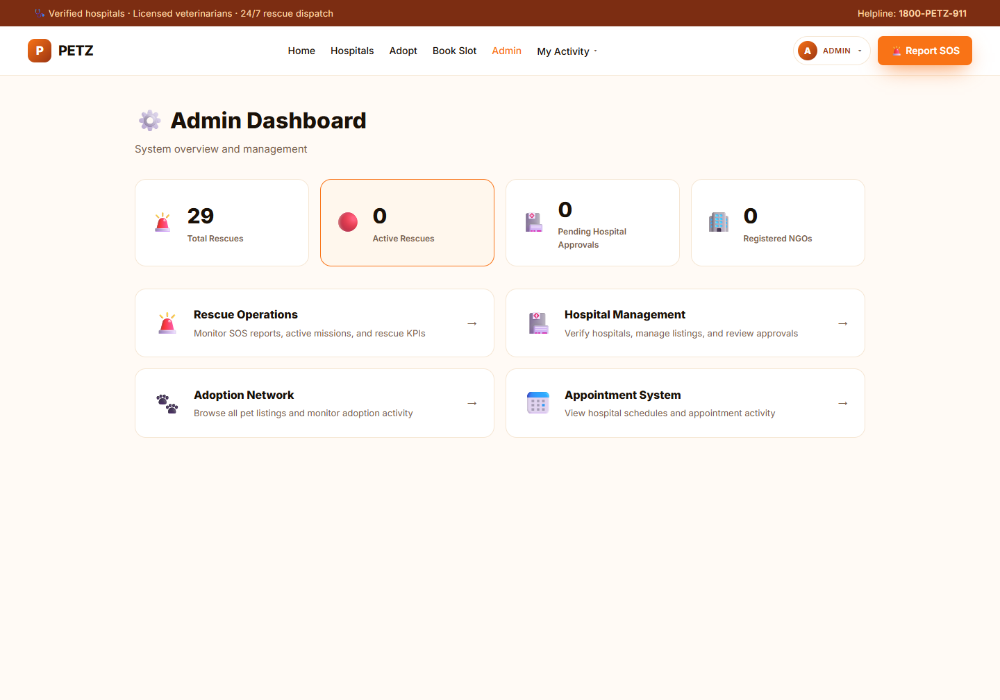 Verified hospitals · Licensed veterinarians · 24/7 rescue dispatch
Helpline: 1800-PETZ-911
P PETZ
Home Hospitals Adopt Book Slot Admin My Activity
A ADMIN
Report SOS
Admin Dashboard
System overview and management
29
Total Rescues
0
Active Rescues
0
Pending Hospital
Approvals
0
Registered NGOs
Rescue Operations
Monitor SOS reports, active missions, and rescue KPIs
→
Hospital Management
Verify hospitals, manage listings, and review approvals
→
Adoption Network
Browse all pet listings and monitor adoption activity
→
Appointment System
View hospital schedules and appointment activity
→